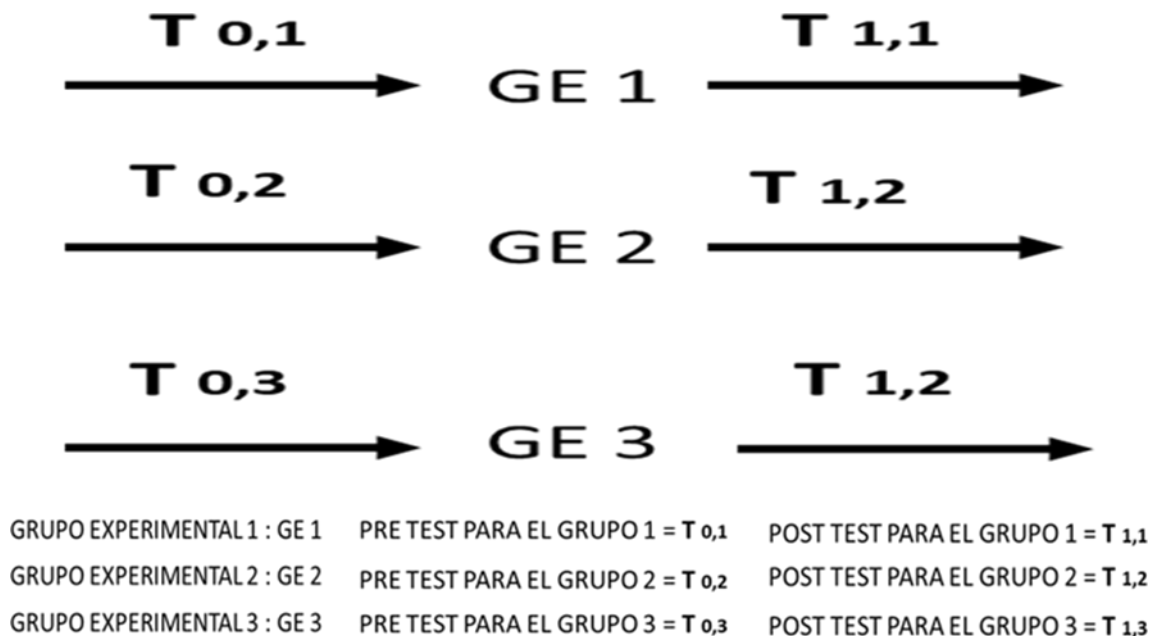 T 0,1 T 1,1
GE 1
T 0,2 T 1,2
GE 2
T 0,3 T 1,2
GE 3
GRUPO EXPERIMENTAL 1 : GE 1 PRE TEST PARA EL GRUPO 1 = T 0,1 POST TEST PARA EL GRUPO 1 = T 1,1
GRUPO EXPERIMENTAL 2 : GE 2 PRE TEST PARA EL GRUPO 2 = T 0,2 POST TEST PARA EL GRUPO 2 = T 1,2
GRUPO EXPERIMENTAL 3 : GE 3 PRE TEST PARA EL GRUPO 3 = T 0,3 POST TEST PARA EL GRUPO 3 = T 1,3